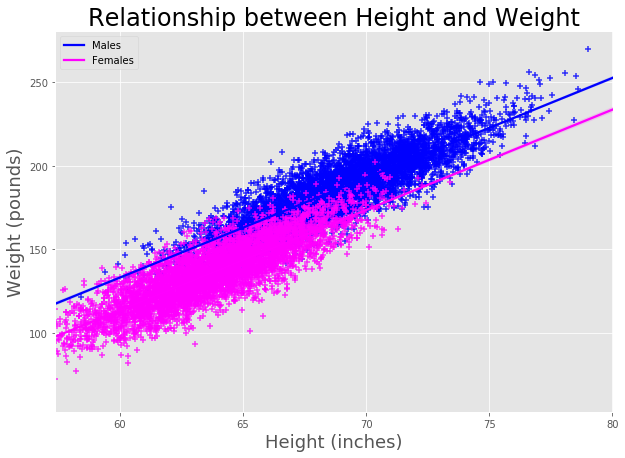 Relationship between Height and Weight
Males
Females
250
200
150
100
Weight (pounds)
60
65
70
75
80
Height (inches)